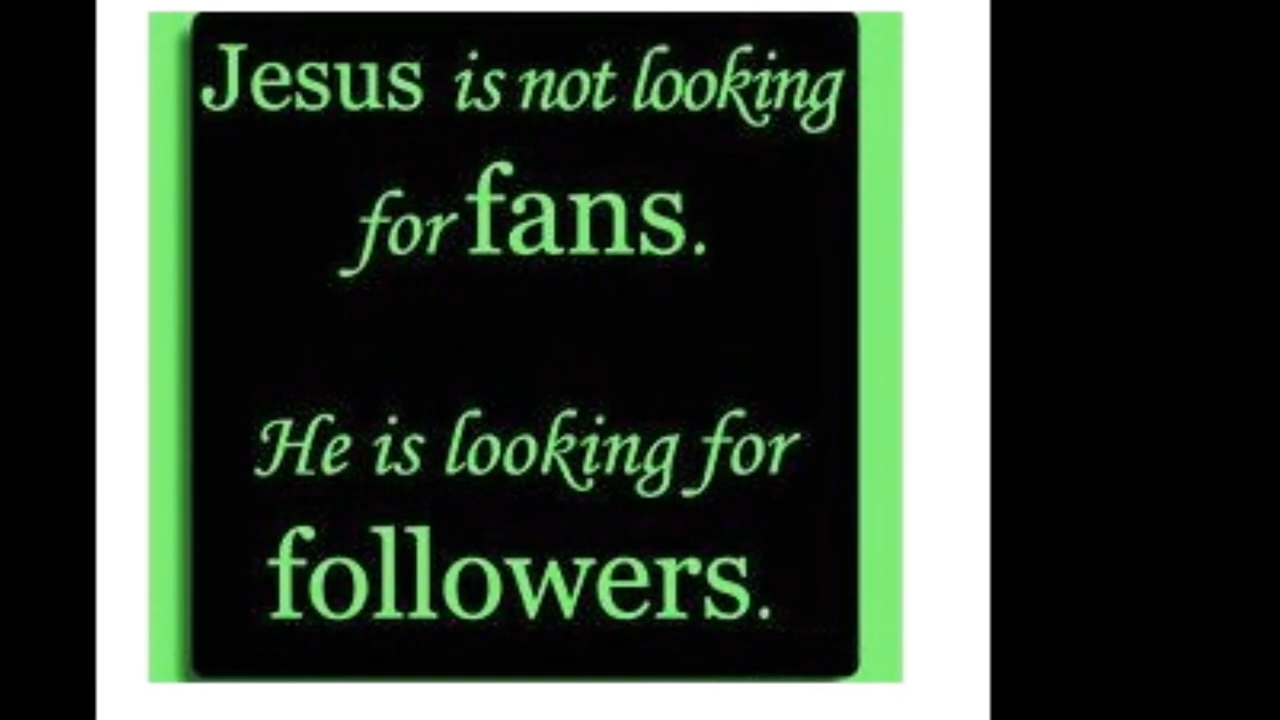 Jesus is not looking
for fans.
He is looking for
followers.